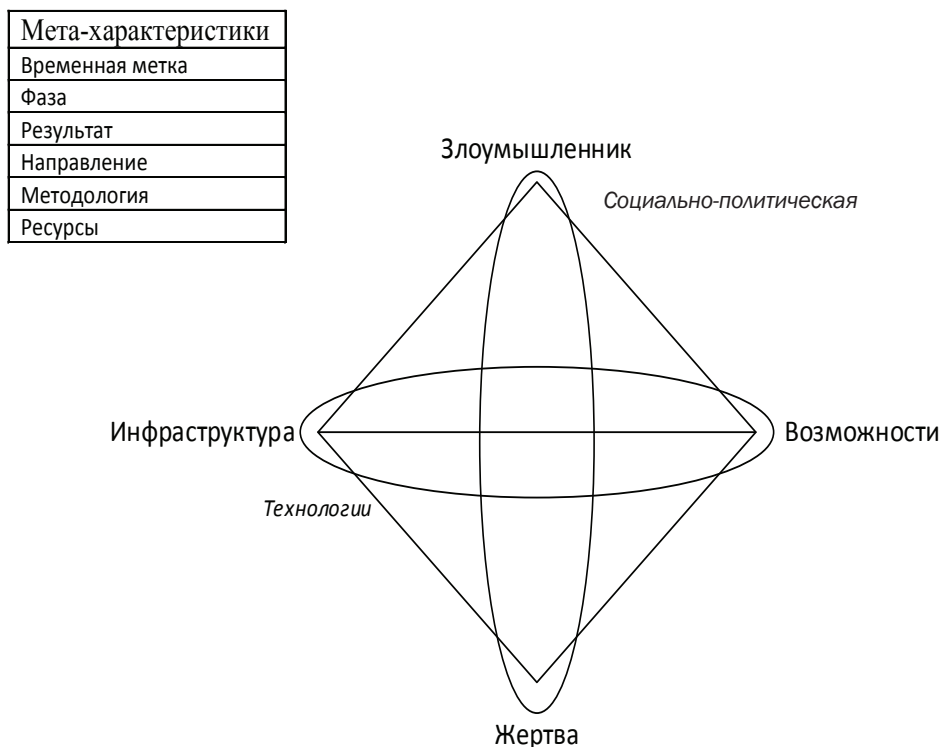 Мета-характеристики
Временная метка
Фаза
Результат
Направление
Методология
Ресурсы
Злоумышленник
Социально-политическая
Инфраструктура
Возможности
Технологии
Жертва